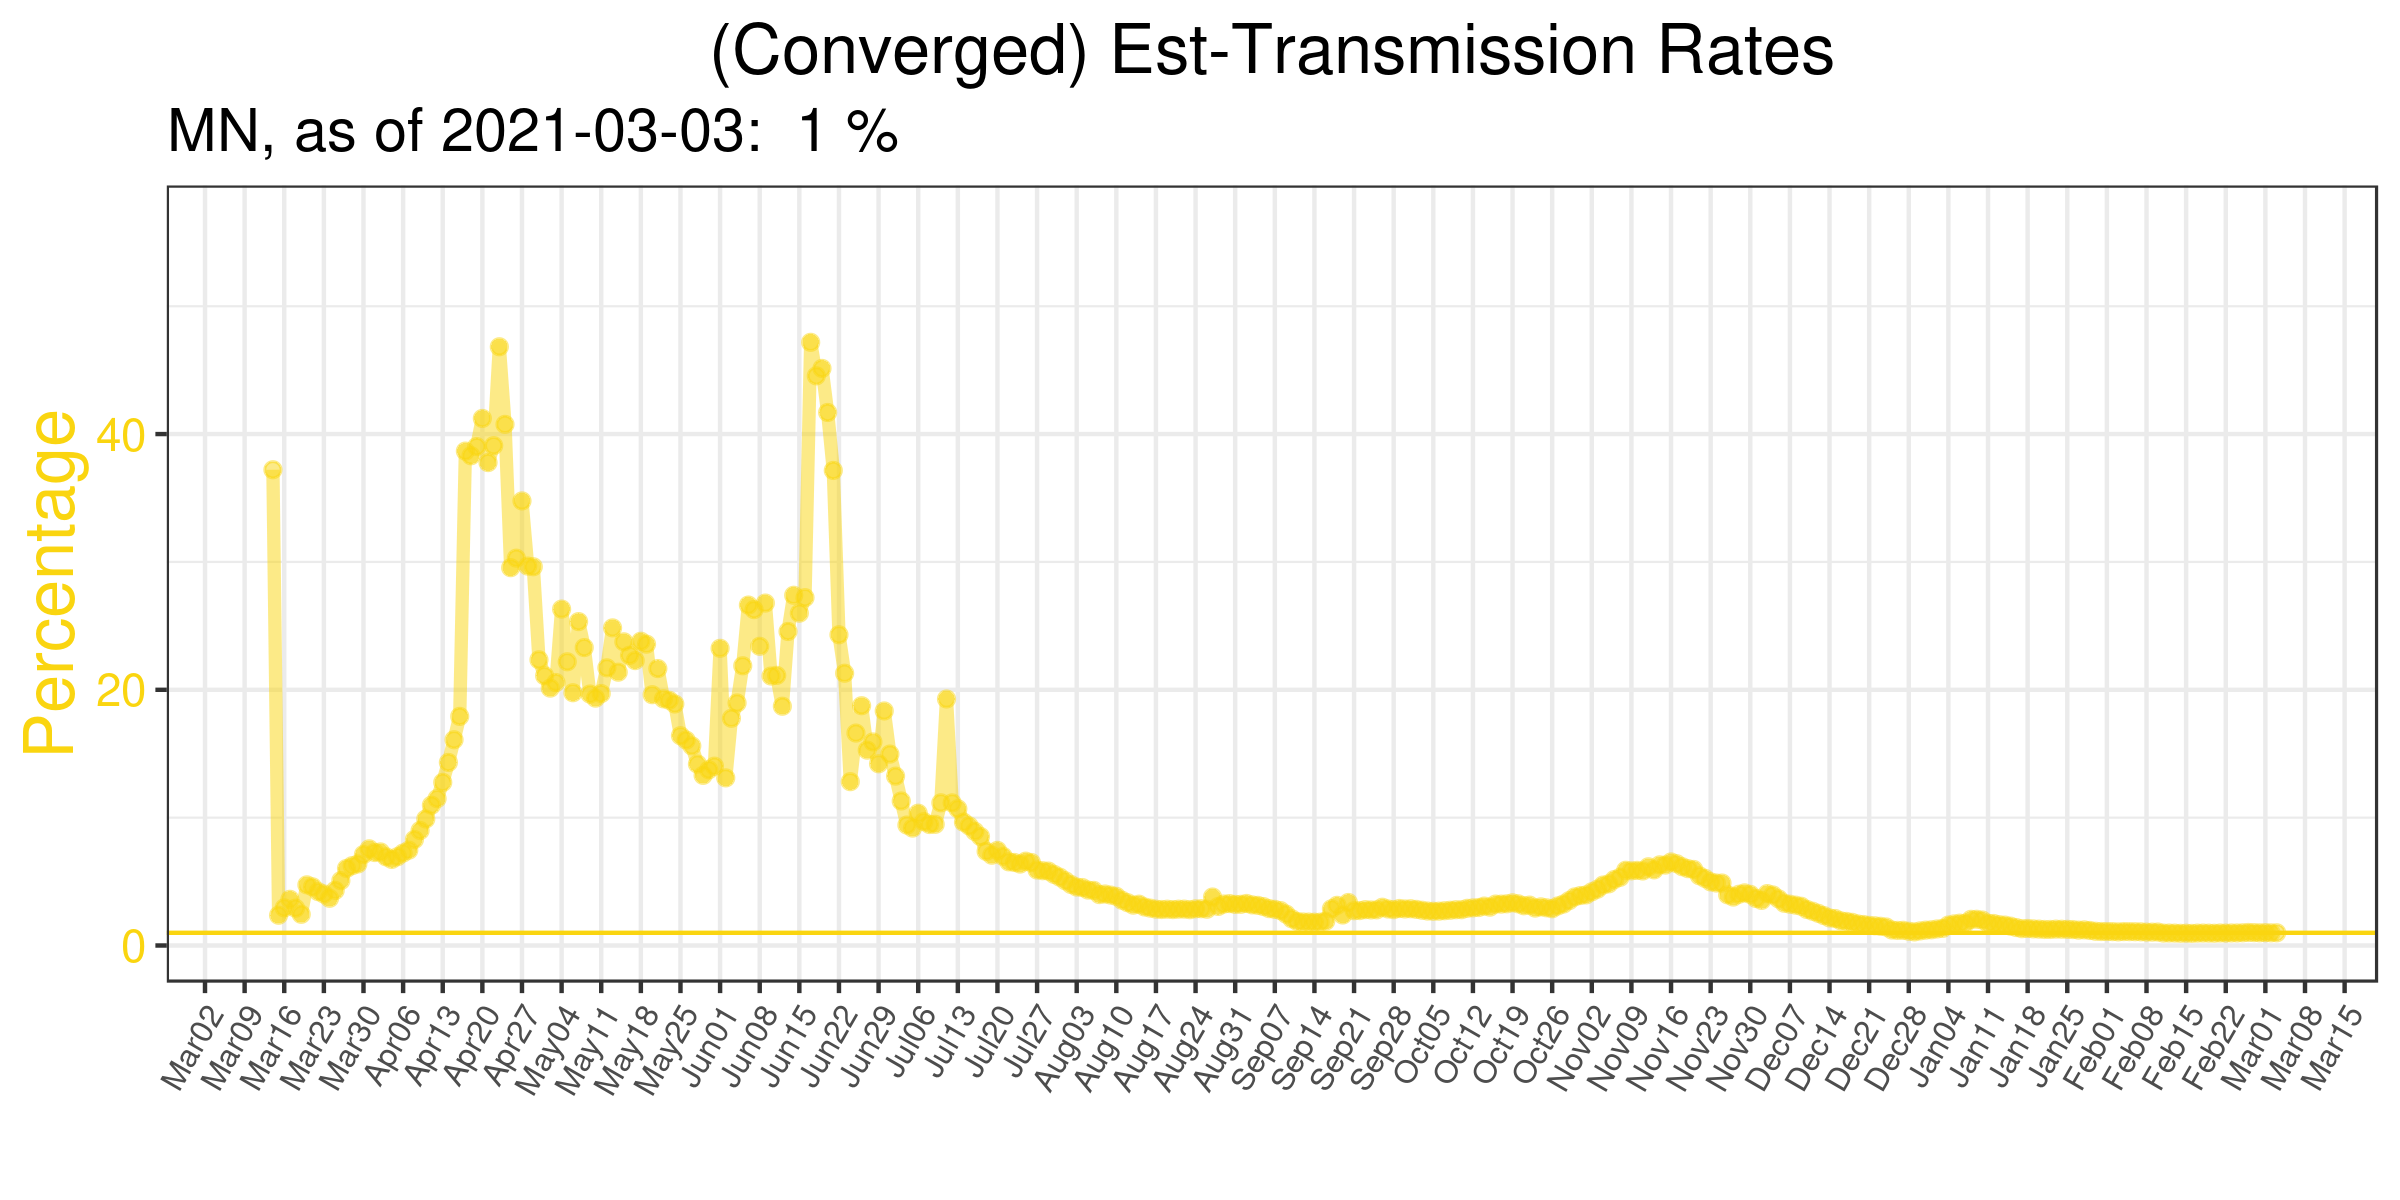 (Converged) Est-Transmission Rates
MN, as of 2021-03-03:  1 %
Percentage
40
20
0
Mar02
Mar09
Mar16
Mar23
Mar30
Apr06
Apr13
Apr20
Apr27
May04
May11
May18
May25
Jun01
Jun08
Jun15
Jun22
Jun29
Jul06
Jul13
Jul20
Jul27
Aug03
Aug10
Aug17
Aug24
Aug31
Sep07
Sep14
Sep21
Sep28
Oct05
Oct12
Oct19
Oct26
Nov02
Nov09
Nov16
Nov23
Nov30
Dec07
Dec14
Dec21
Dec28
Jan04
Jan11
Jan18
Jan25
Feb01
Feb08
Feb15
Feb22
Mar01
Mar08
Mar15